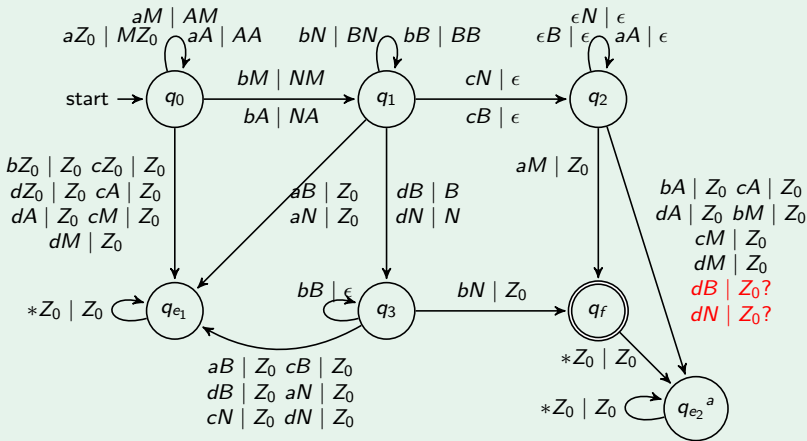 aM | AM
aZ₀ | MZ₀ aA | AA
bN | BN bB | BB
ϵN | ϵ
ϵB | ϵ aA | ϵ
start
q₀
bM | NM
bA | NA
q₁
cN | ϵ
cB | ϵ
q₂
bZ₀ | Z₀ cZ₀ | Z₀
dZ₀ | Z₀ cA | Z₀
dA | Z₀ cM | Z₀
dM | Z₀
aB | Z₀
aN | Z₀
dB | B
dN | N
aM | Z₀
bA | Z₀ cA | Z₀
dA | Z₀ bM | Z₀
cM | Z₀
dM | Z₀
dB | Z₀?
dN | Z₀?
*Z₀ | Z₀
qₑ₁
bB | ϵ
q₃
bN | Z₀
q_f
aB | Z₀ cB | Z₀
dB | Z₀ aN | Z₀
cN | Z₀ dN | Z₀
*Z₀ | Z₀
*Z₀ | Z₀
qₑ₂ᵃ